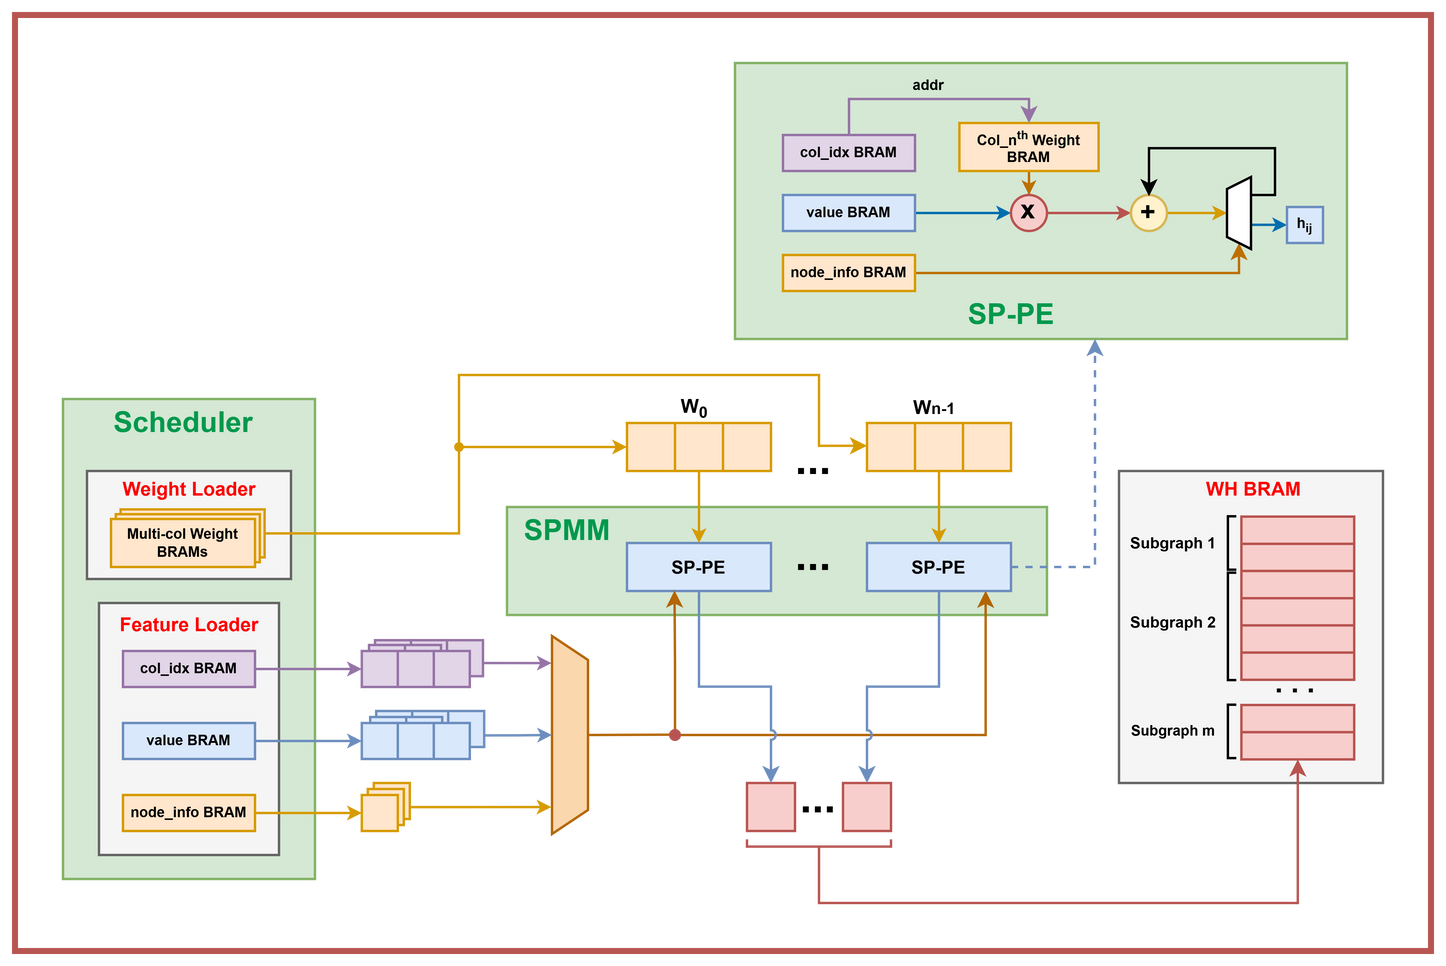 addr
col_idx BRAM
Col_nth Weight
BRAM
value BRAM
X
+
hij
node_info BRAM
SP-PE
Scheduler
Weight Loader
Multi-col Weight
BRAMs
Feature Loader
col_idx BRAM
value BRAM
node_info BRAM
W0
...
Wn-1
SPMM
SP-PE
...
SP-PE
...
WH BRAM
Subgraph 1
Subgraph 2
...
Subgraph m